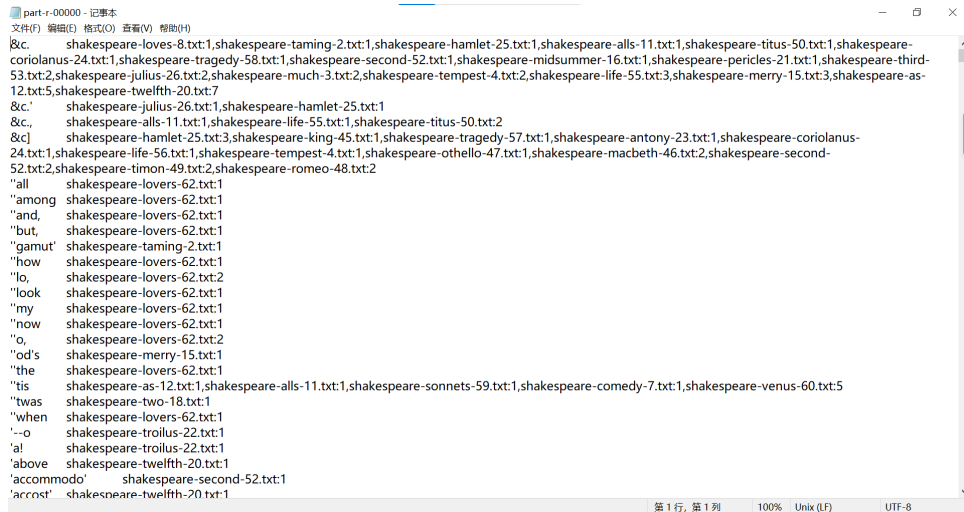 part-r-00000 - 记事本
文件(F) 编辑(E) 格式(O) 查看(V) 帮助(H)
&c. shakespeare-loves-8.txt:1,shakespeare-taming-2.txt:1,shakespeare-hamlet-25.txt:1,shakespeare-alls-11.txt:1,shakespeare-titus-50.txt:1,shakespeare-
coriolanus-24.txt:1,shakespeare-tragedy-58.txt:1,shakespeare-second-52.txt:1,shakespeare-midsummer-16.txt:1,shakespeare-pericles-21.txt:1,shakespeare-third-
53.txt:2,shakespeare-julius-26.txt:2,shakespeare-much-3.txt:2,shakespeare-tempest-4.txt:2,shakespeare-life-55.txt:3,shakespeare-merry-15.txt:3,shakespeare-as-
12.txt:5,shakespeare-twelfth-20.txt:7
&c.' shakespeare-julius-26.txt:1,shakespeare-hamlet-25.txt:1
&c., shakespeare-alls-11.txt:1,shakespeare-life-55.txt:1,shakespeare-titus-50.txt:2
&c] shakespeare-hamlet-25.txt:3,shakespeare-king-45.txt:1,shakespeare-tragedy-57.txt:1,shakespeare-antony-23.txt:1,shakespeare-coriolanus-
24.txt:1,shakespeare-life-56.txt:1,shakespeare-tempest-4.txt:1,shakespeare-othello-47.txt:1,shakespeare-macbeth-46.txt:2,shakespeare-second-
52.txt:2,shakespeare-timon-49.txt:2,shakespeare-romeo-48.txt:2
''all shakespeare-lovers-62.txt:1
''among shakespeare-lovers-62.txt:1
''and, shakespeare-lovers-62.txt:1
''but, shakespeare-lovers-62.txt:1
''gamut' shakespeare-taming-2.txt:1
''how shakespeare-lovers-62.txt:1
''lo, shakespeare-lovers-62.txt:2
''look shakespeare-lovers-62.txt:1
''my shakespeare-lovers-62.txt:1
''now shakespeare-lovers-62.txt:1
''o, shakespeare-lovers-62.txt:2
''od's shakespeare-merry-15.txt:1
''the shakespeare-lovers-62.txt:1
''tis shakespeare-as-12.txt:1,shakespeare-alls-11.txt:1,shakespeare-sonnets-59.txt:1,shakespeare-comedy-7.txt:1,shakespeare-venus-60.txt:5
''twas shakespeare-two-18.txt:1
''when shakespeare-lovers-62.txt:1
'--o shakespeare-troilus-22.txt:1
'a! shakespeare-troilus-22.txt:1
'above shakespeare-twelfth-20.txt:1
'accommodo' shakespeare-second-52.txt:1
'accost' shakespeare-twelfth-20.txt:1
第 1 行，第 1 列 100% Unix (LF) UTF-8